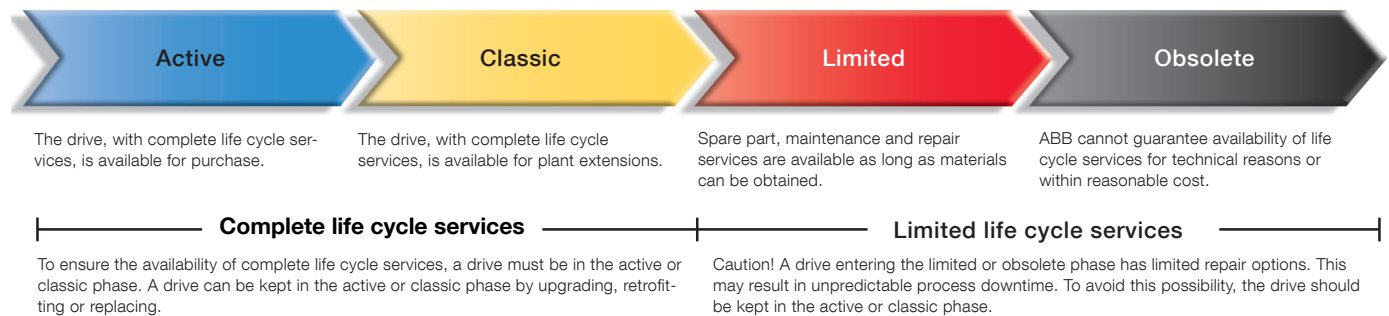 Active
Classic
Limited
Obsolete
The drive, with complete life cycle ser-
vices, is available for purchase.
The drive, with complete life cycle
services, is available for plant extensions.
Spare part, maintenance and repair
services are available as long as materials
can be obtained.
ABB cannot guarantee availability of life
cycle services for technical reasons or
within reasonable cost.
Complete life cycle services
Limited life cycle services
To ensure the availability of complete life cycle services, a drive must be in the active or
classic phase. A drive can be kept in the active or classic phase by upgrading, retrofit-
ting or replacing.
Caution! A drive entering the limited or obsolete phase has limited repair options. This
may result in unpredictable process downtime. To avoid this possibility, the drive should
be kept in the active or classic phase.